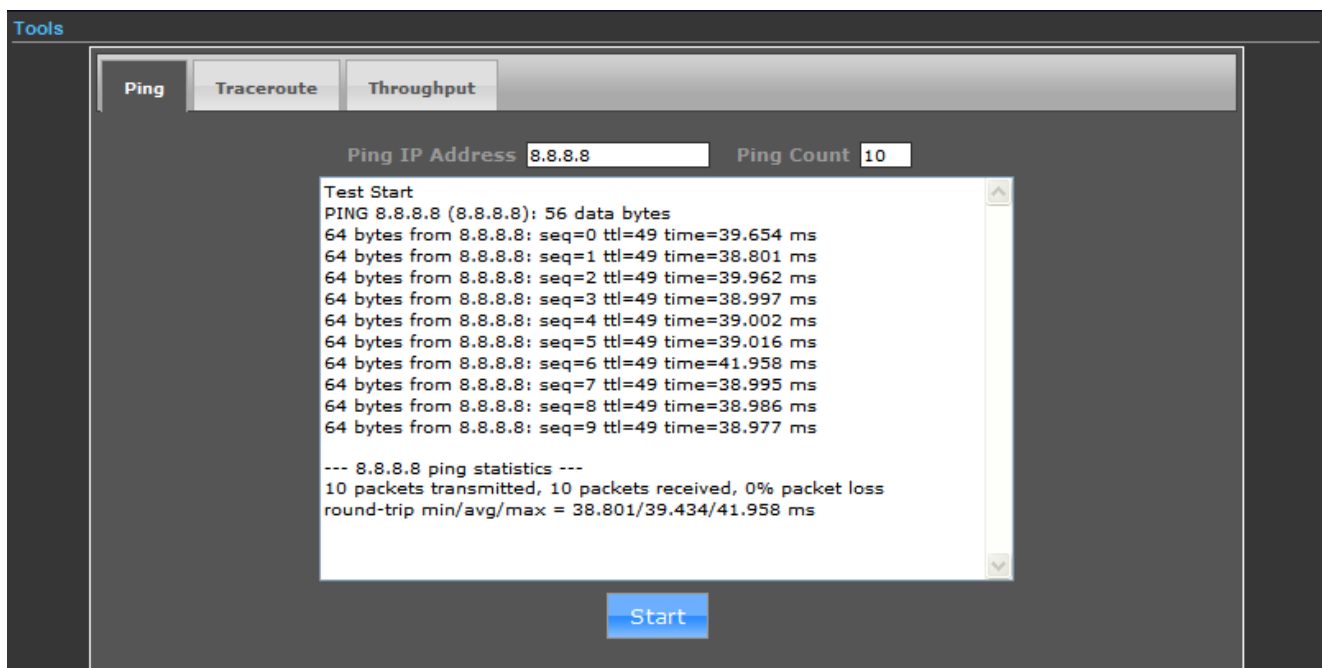 Tools
Ping Traceroute Throughput
Ping IP Address 8.8.8.8 Ping Count 10
Test Start
PING 8.8.8.8 (8.8.8.8): 56 data bytes
64 bytes from 8.8.8.8: seq=0 ttl=49 time=39.654 ms
64 bytes from 8.8.8.8: seq=1 ttl=49 time=38.801 ms
64 bytes from 8.8.8.8: seq=2 ttl=49 time=39.962 ms
64 bytes from 8.8.8.8: seq=3 ttl=49 time=38.997 ms
64 bytes from 8.8.8.8: seq=4 ttl=49 time=39.002 ms
64 bytes from 8.8.8.8: seq=5 ttl=49 time=39.016 ms
64 bytes from 8.8.8.8: seq=6 ttl=49 time=41.958 ms
64 bytes from 8.8.8.8: seq=7 ttl=49 time=38.995 ms
64 bytes from 8.8.8.8: seq=8 ttl=49 time=38.986 ms
64 bytes from 8.8.8.8: seq=9 ttl=49 time=38.977 ms
--- 8.8.8.8 ping statistics ---
10 packets transmitted, 10 packets received, 0% packet loss
round-trip min/avg/max = 38.801/39.434/41.958 ms
Start